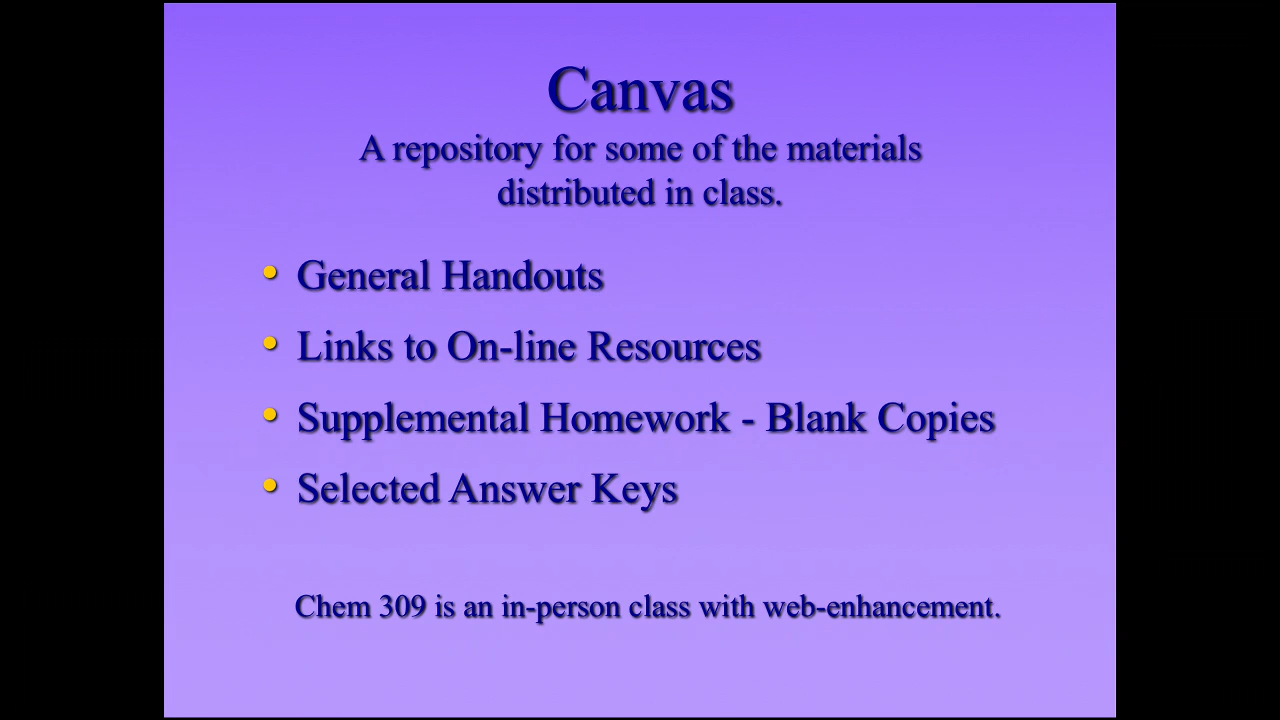 Canvas
A repository for some of the materials
distributed in class.
• General Handouts
• Links to On-line Resources
• Supplemental Homework - Blank Copies
• Selected Answer Keys
Chem 309 is an in-person class with web-enhancement.